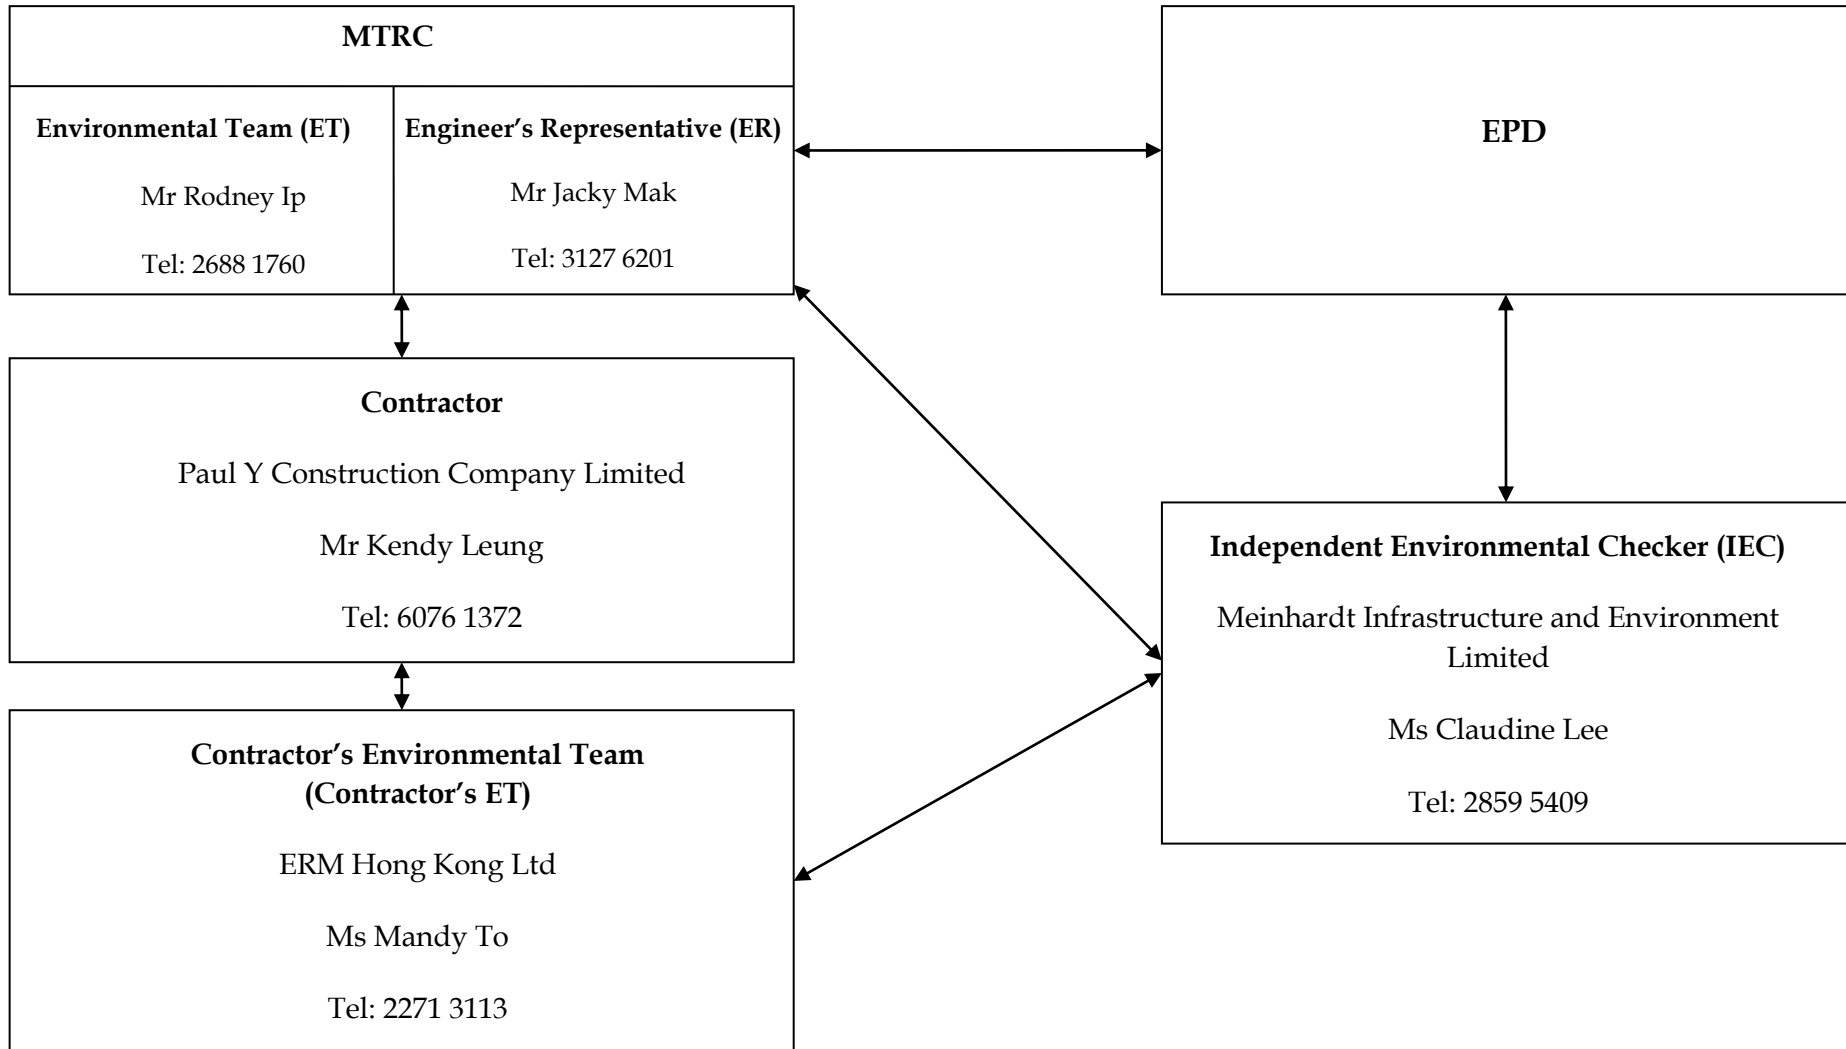 MTRC
Environmental Team (ET)
Mr Rodney Ip
Tel: 2688 1760
Engineer’s Representative (ER)
Mr Jacky Mak
Tel: 3127 6201
EPD
Contractor
Paul Y Construction Company Limited
Mr Kendy Leung
Tel: 6076 1372
Independent Environmental Checker (IEC)
Meinhardt Infrastructure and Environment
Limited
Ms Claudine Lee
Tel: 2859 5409
Contractor’s Environmental Team
(Contractor’s ET)
ERM Hong Kong Ltd
Ms Mandy To
Tel: 2271 3113